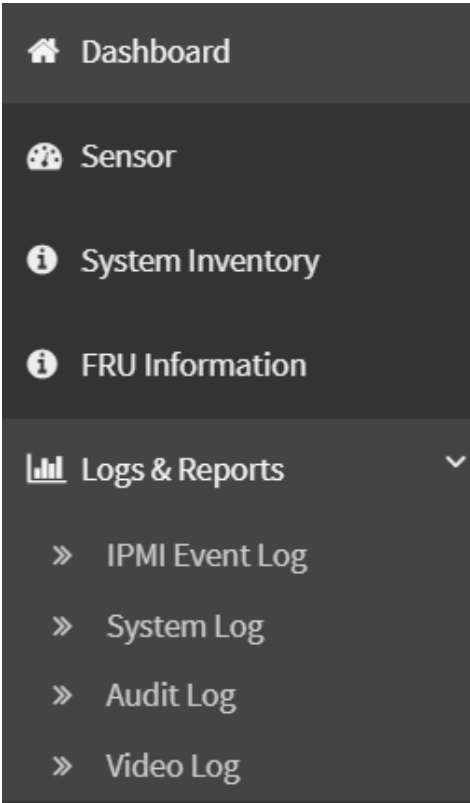 Dashboard
Sensor
System Inventory
FRU Information
Logs & Reports
IPMI Event Log
System Log
Audit Log
Video Log